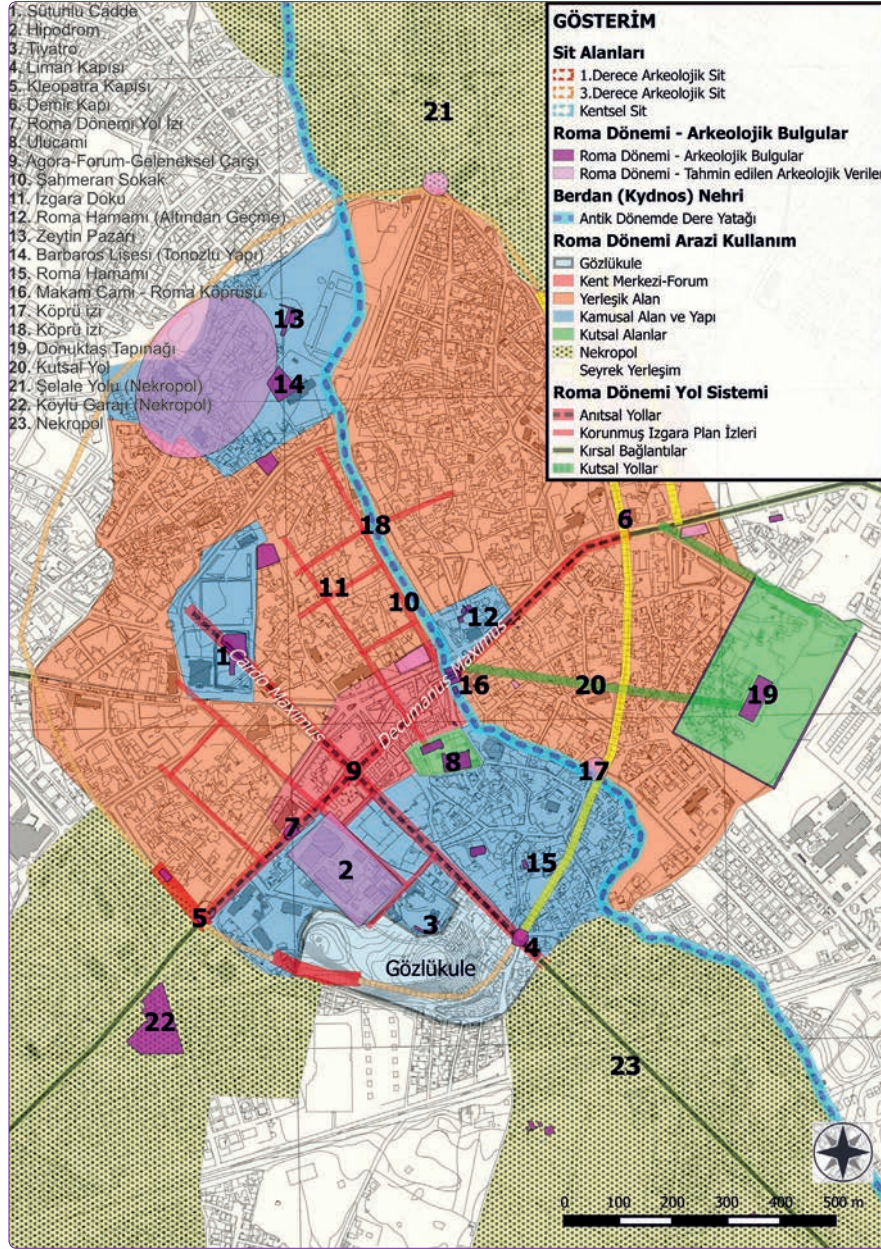 1. Sütunlu Cadde
2. Hipodrom
3. Tiyatro
4. Liman Kapısı
5. Kleopatra Kapısı
6. Demir Kapı
7. Roma Dönemi Yol İzi
8. Ulucami
9. Agora-Forum-Geleneksel Çarşı
10. Şahmeran Sokak
11. Izgara Doku
12. Roma Hamamı (Altından Geçme)
13. Zeytin Pazarı
14. Barbaros Lisesi (Tonozlu Yapı)
15. Roma Hamamı
16. Makam Cami - Roma Köprüsü
17. Köprü izi
18. Köprü izi
19. Donuktaş Tapınağı
20. Kutsal Yol
21. Şelale Yolu (Nekropol)
22. Köylü Garajı (Nekropol)
23. Nekropol
GÖSTERİM
Sit Alanları
1.Derece Arkeolojik Sit
3.Derece Arkeolojik Sit
Kentsel Sit
Roma Dönemi - Arkeolojik Bulgular
Roma Dönemi - Arkeolojik Bulgular
Roma Dönemi - Tahmin edilen Arkeolojik Veriler
Berdan (Kydnos) Nehri
Antik Dönemde Dere Yatağı
Roma Dönemi Arazi Kullanım
Gözlükule
Kent Merkezi-Forum
Yerleşik Alan
Kamusal Alan ve Yapı
Kutsal Alanlar
Nekropol
Seyrek Yerleşim
Roma Dönemi Yol Sistemi
Anıtsal Yollar
Korunmuş Izgara Plan İzleri
Kırsal Bağlantılar
Kutsal Yollar
21
13
14
18
6
11
10
12
1
Cardo Maximus
Decumanus Maximus
16
20
19
8
9
17
7
2
15
3
5
4
Gözlükule
22
23
0 100 200 300 400 500 m